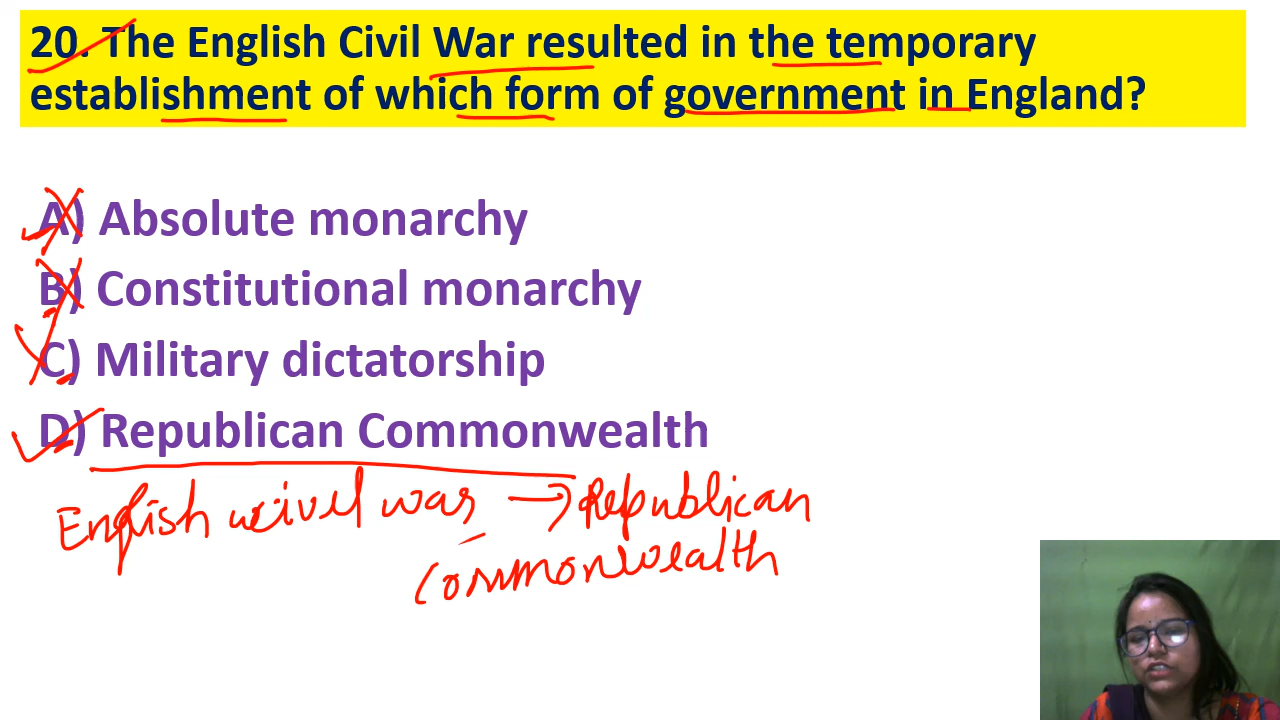 20. The English Civil War resulted in the temporary
establishment of which form of government in England?
A) Absolute monarchy
B) Constitutional monarchy
C) Military dictatorship
D) Republican Commonwealth
English civel war → Republican
commonwealth